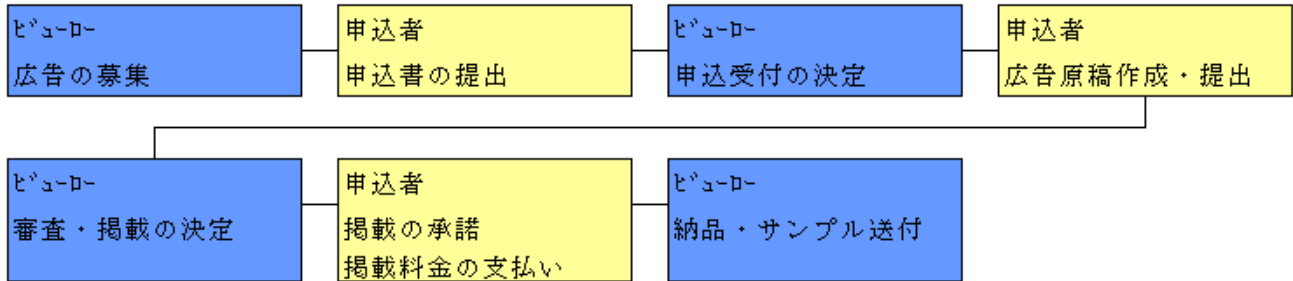 ﾋﾞｭｰﾛｰ
広告の募集
申込者
申込書の提出
ﾋﾞｭｰﾛｰ
申込受付の決定
申込者
広告原稿作成・提出
ﾋﾞｭｰﾛｰ
審査・掲載の決定
申込者
掲載の承諾
掲載料金の支払い
ﾋﾞｭｰﾛｰ
納品・サンプル送付